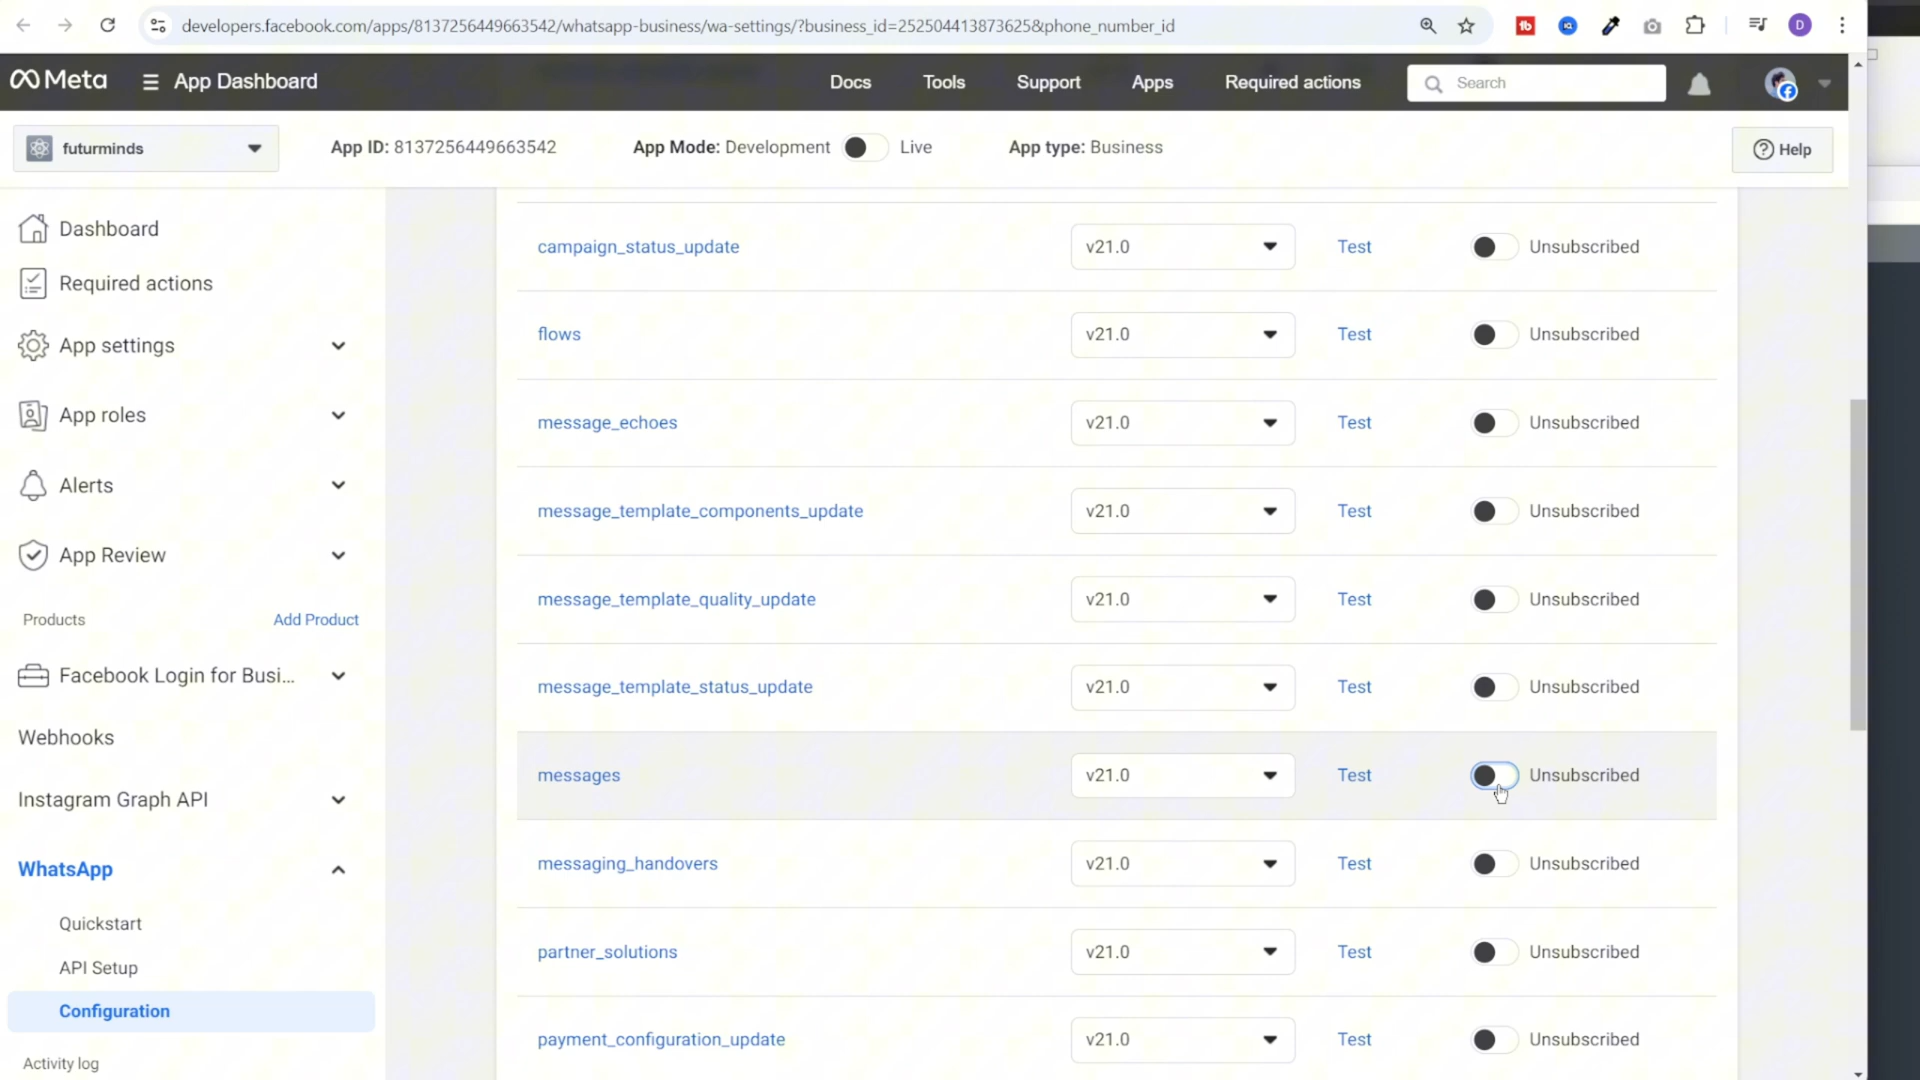 developers.facebook.com/apps/8137256449663542/whatsapp-business/wa-settings/?business_id=252504413873625&phone_number_id
D
Meta
App Dashboard
Docs
Tools
Support
Apps
Required actions
Search
futurminds
App ID: 8137256449663542
App Mode: Development
Live
App type: Business
Help
Dashboard
Required actions
App settings
App roles
Alerts
App Review
Products
Add Product
Facebook Login for Busi...
Webhooks
Instagram Graph API
WhatsApp
Quickstart
API Setup
Configuration
Activity log
campaign_status_update v21.0 Test Unsubscribed
flows v21.0 Test Unsubscribed
message_echoes v21.0 Test Unsubscribed
message_template_components_update v21.0 Test Unsubscribed
message_template_quality_update v21.0 Test Unsubscribed
message_template_status_update v21.0 Test Unsubscribed
messages v21.0 Test Unsubscribed
messaging_handovers v21.0 Test Unsubscribed
partner_solutions v21.0 Test Unsubscribed
payment_configuration_update v21.0 Test Unsubscribed